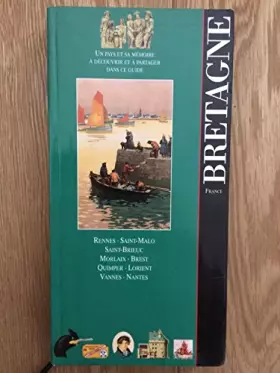 UN PAYS ET SA MÉMOIRE
A DÉCOUVRIR ET À PARTAGER
DANS CE GUIDE
RENNES · SAINT-MALO
SAINT-BRIEUC
MORLAIX · BREST
QUIMPER · LORIENT
VANNES · NANTES
BRETAGNE
FRANCE